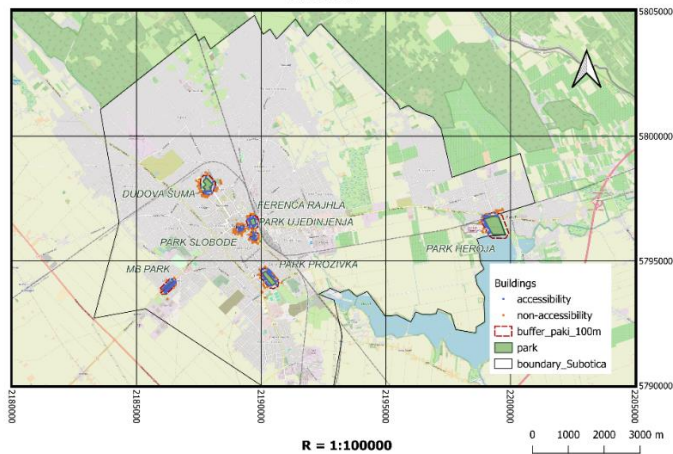 5805000
5800000
DUDOVA ŠUMA
FERENCA RAJHLA
PARK UJEDINJENJA
PARK SLOBODE
PARK HEROJA
MB PARK
PARK PROZIVKA
5795000
Buildings
accessibility
non-accessibility
buffer_paki_100m
park
boundary_Subotica
5790000
2180000
2185000
2190000
2195000
2200000
2205000
R = 1:100000
0 1000 2000 3000 m